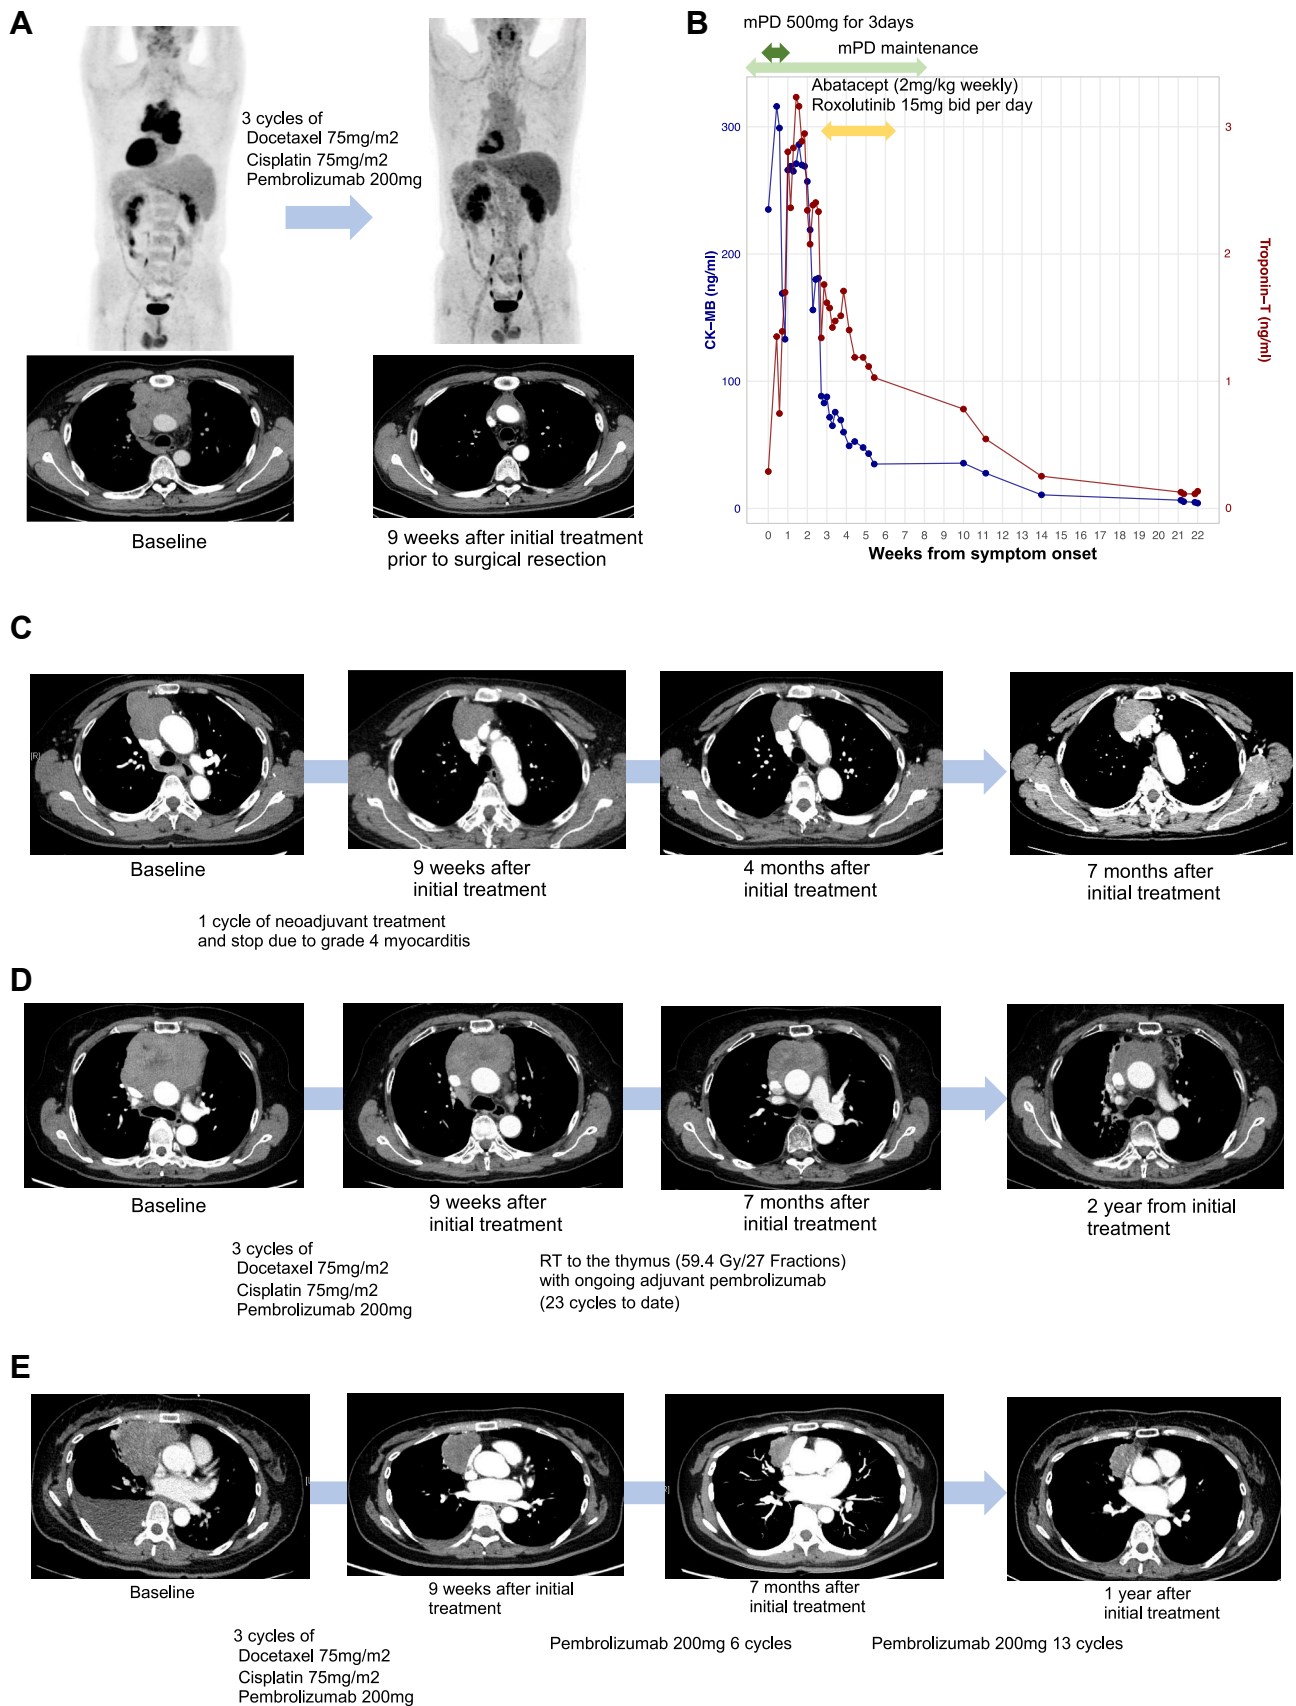 A
3 cycles of
Docetaxel 75mg/m2
Cisplatin 75mg/m2
Pembrolizumab 200mg
Baseline
9 weeks after initial treatment
prior to surgical resection
B
mPD 500mg for 3days
mPD maintenance
Abatacept (2mg/kg weekly)
Roxolutinib 15mg bid per day
300
200
100
0
CK−MB (ng/ml)
3
2
1
0
Troponin−T (ng/ml)
0 1 2 3 4 5 6 7 8 9 10 11 12 13 14 15 16 17 18 19 20 21 22
Weeks from symptom onset
C
[R]
Baseline
9 weeks after
initial treatment
4 months after
initial treatment
7 months after
initial treatment
1 cycle of neoadjuvant treatment
and stop due to grade 4 myocarditis
D
Baseline
9 weeks after
initial treatment
7 months after
initial treatment
2 year from initial
treatment
3 cycles of
Docetaxel 75mg/m2
Cisplatin 75mg/m2
Pembrolizumab 200mg
RT to the thymus (59.4 Gy/27 Fractions)
with ongoing adjuvant pembrolizumab
(23 cycles to date)
E
Baseline
9 weeks after initial
treatment
7 months after
initial treatment
1 year after
initial treatment
3 cycles of
Docetaxel 75mg/m2
Cisplatin 75mg/m2
Pembrolizumab 200mg
Pembrolizumab 200mg 6 cycles
Pembrolizumab 200mg 13 cycles